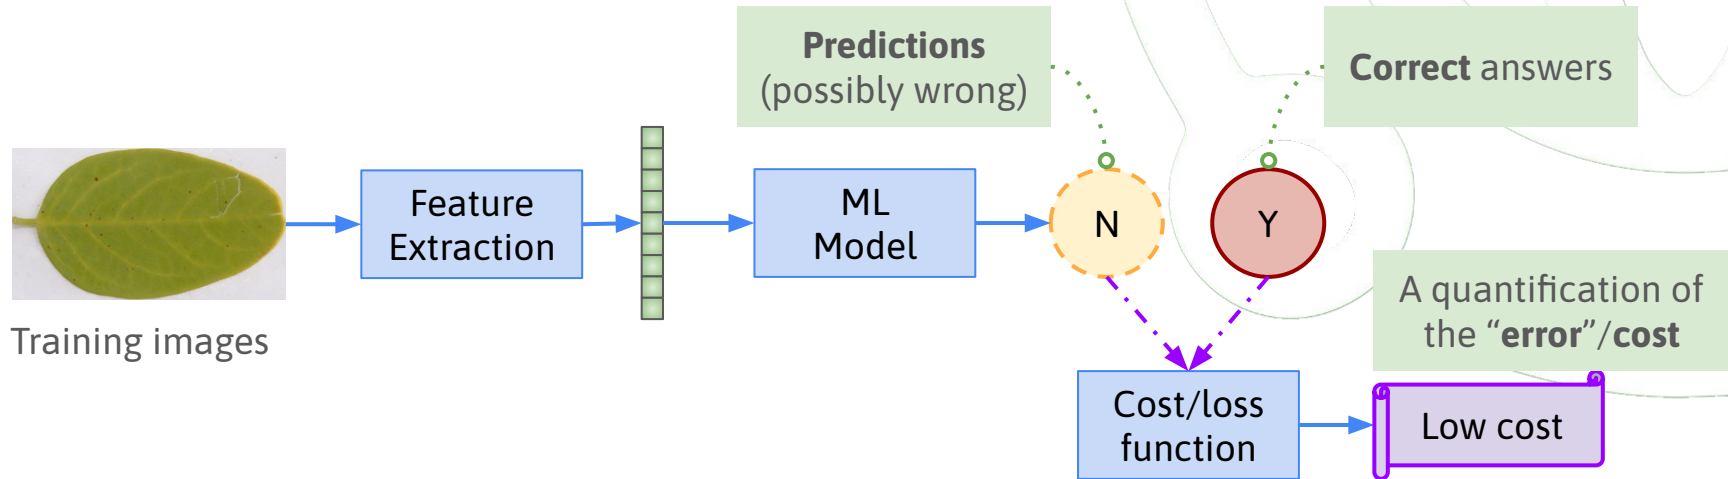 Predictions
(possibly wrong)
Correct answers
Feature
Extraction
ML
Model
N
Y
Training images
A quantification of
the “error”/cost
Cost/loss
function
Low cost